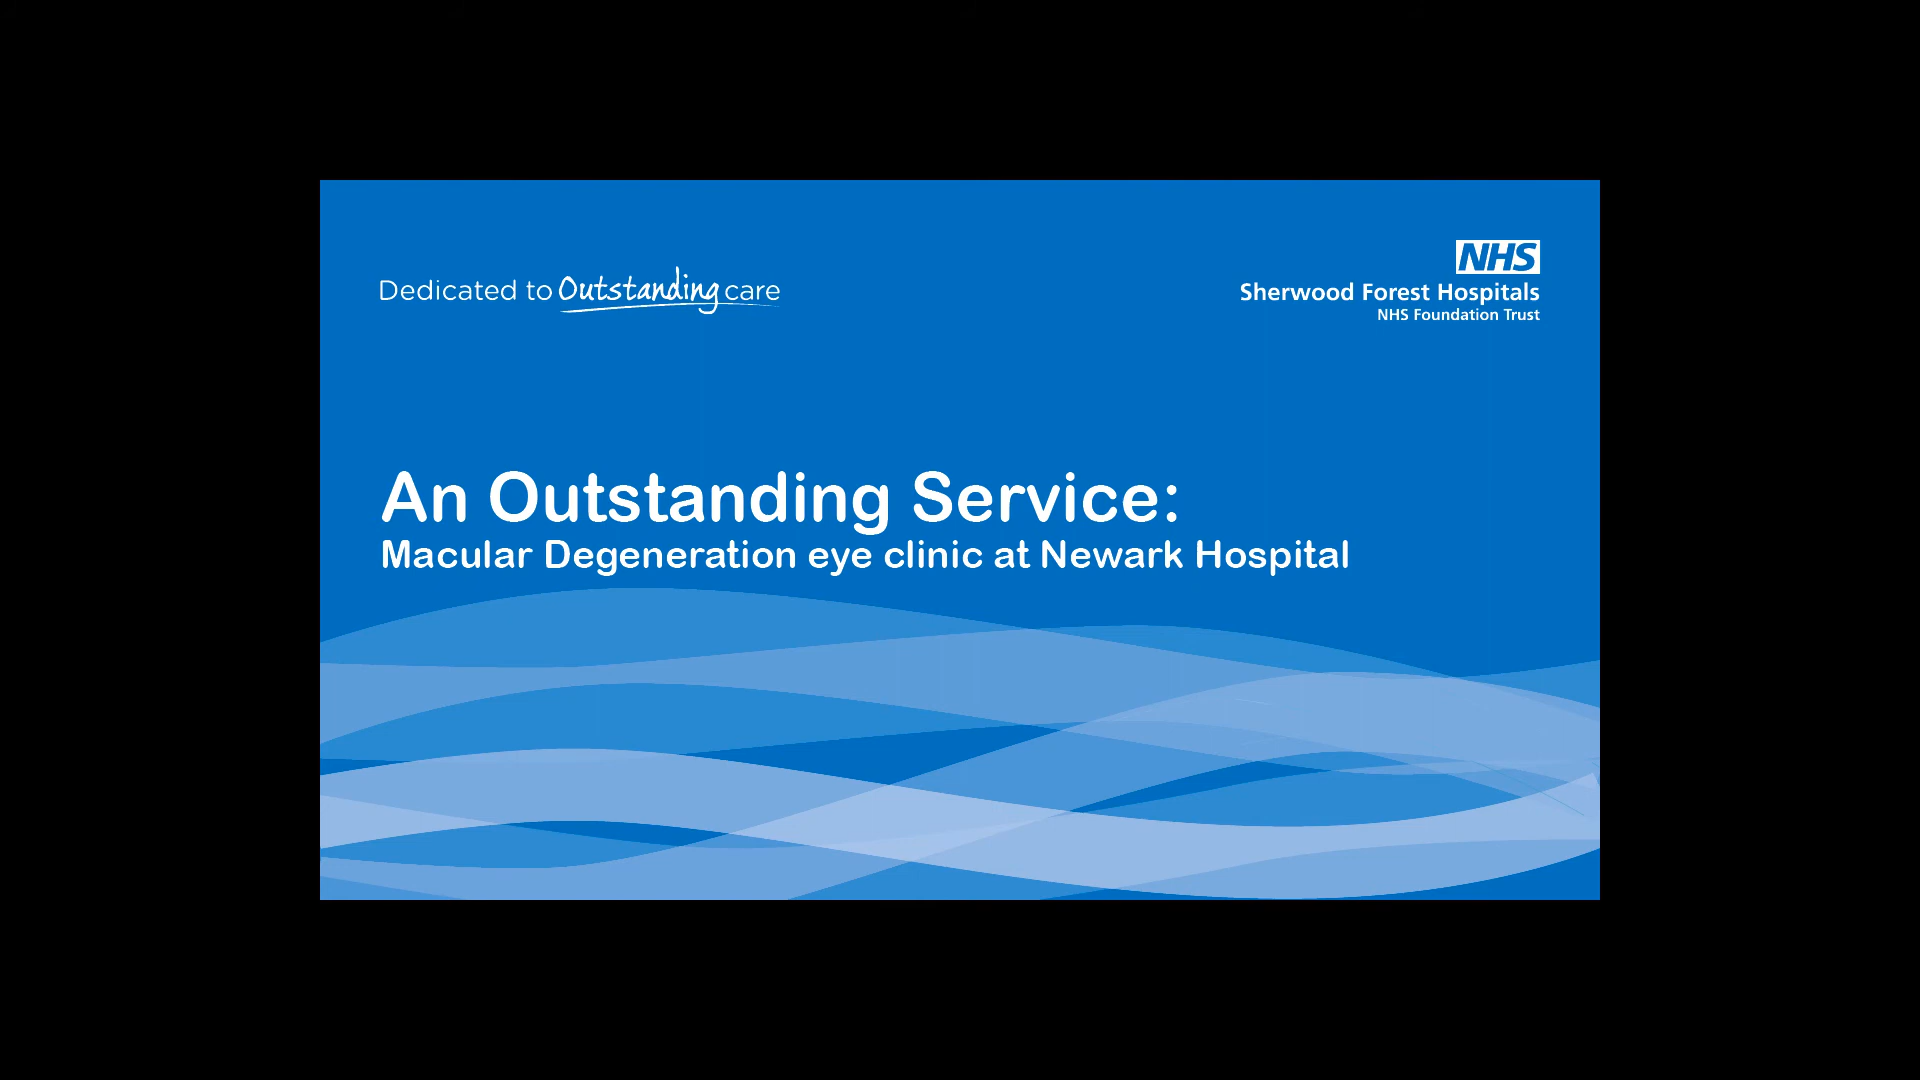 Dedicated to Outstanding care
NHS
Sherwood Forest Hospitals
NHS Foundation Trust
An Outstanding Service:
Macular Degeneration eye clinic at Newark Hospital